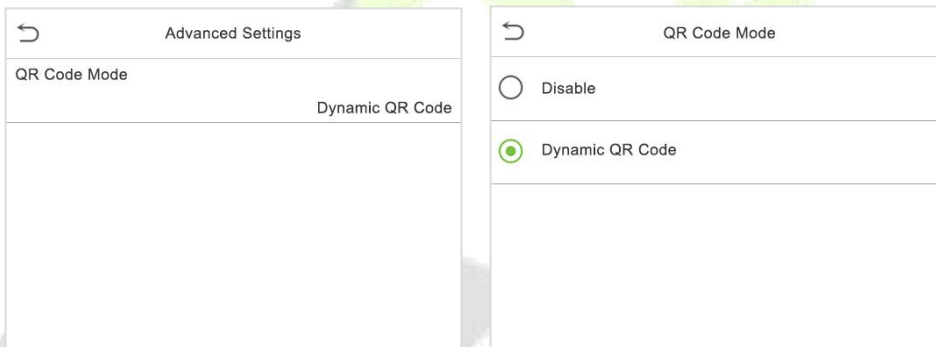 Advanced Settings
QR Code Mode
Dynamic QR Code
QR Code Mode
Disable
Dynamic QR Code